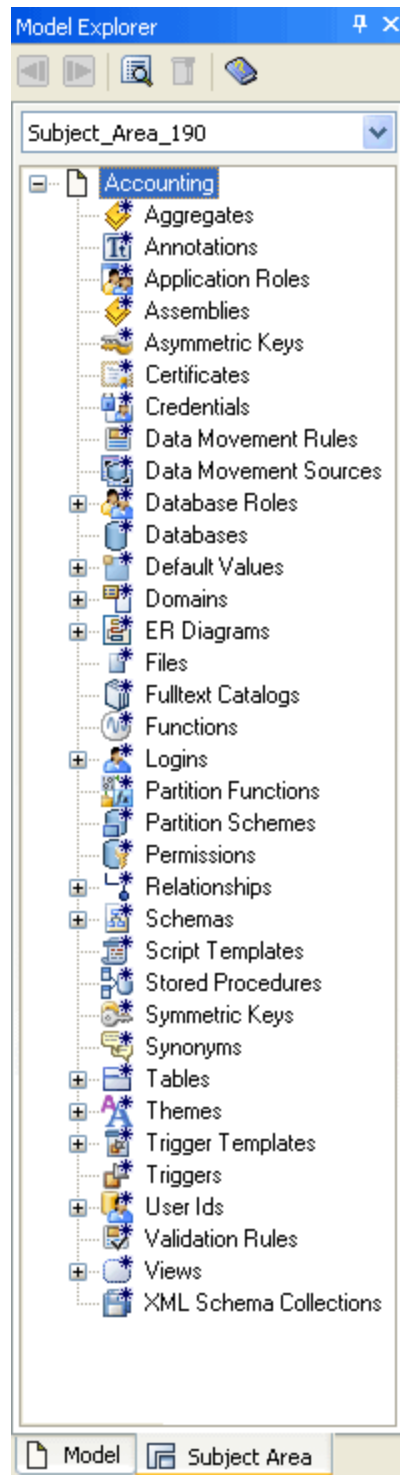 Model Explorer
Subject_Area_190
Accounting
Aggregates
Annotations
Application Roles
Assemblies
Asymmetric Keys
Certificates
Credentials
Data Movement Rules
Data Movement Sources
Database Roles
Databases
Default Values
Domains
ER Diagrams
Files
Fulltext Catalogs
Functions
Logins
Partition Functions
Partition Schemes
Permissions
Relationships
Schemas
Script Templates
Stored Procedures
Symmetric Keys
Synonyms
Tables
Themes
Trigger Templates
Triggers
User Ids
Validation Rules
Views
XML Schema Collections
Model Subject Area